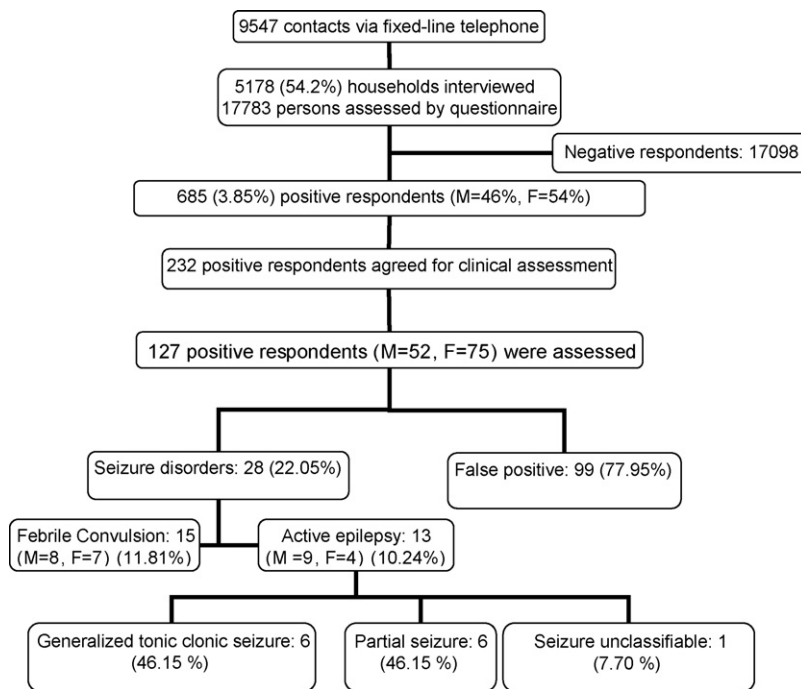 9547 contacts via fixed-line telephone
5178 (54.2%) households interviewed
17783 persons assessed by questionnaire
Negative respondents: 17098
685 (3.85%) positive respondents (M=46%, F=54%)
232 positive respondents agreed for clinical assessment
127 positive respondents (M=52, F=75) were assessed
Seizure disorders: 28 (22.05%)
False positive: 99 (77.95%)
Febrile Convulsion: 15
(M=8, F=7) (11.81%)
Active epilepsy: 13
(M =9, F=4) (10.24%)
Generalized tonic clonic seizure: 6
(46.15 %)
Partial seizure: 6
(46.15 %)
Seizure unclassifiable: 1
(7.70 %)